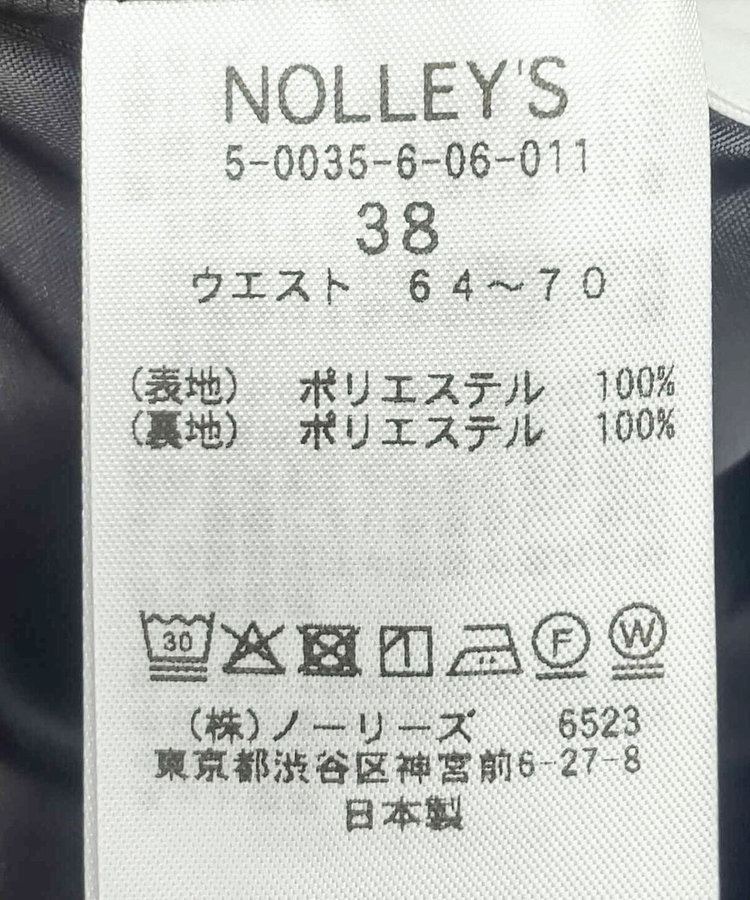 NOLLEY'S
5-0035-6-06-011
38
ウエスト 64～70
(表地) ポリエステル 100%
(裏地) ポリエステル 100%
30 F W
(株)ノーリーズ 6523
東京都渋谷区神宮前6-27-8
日本製